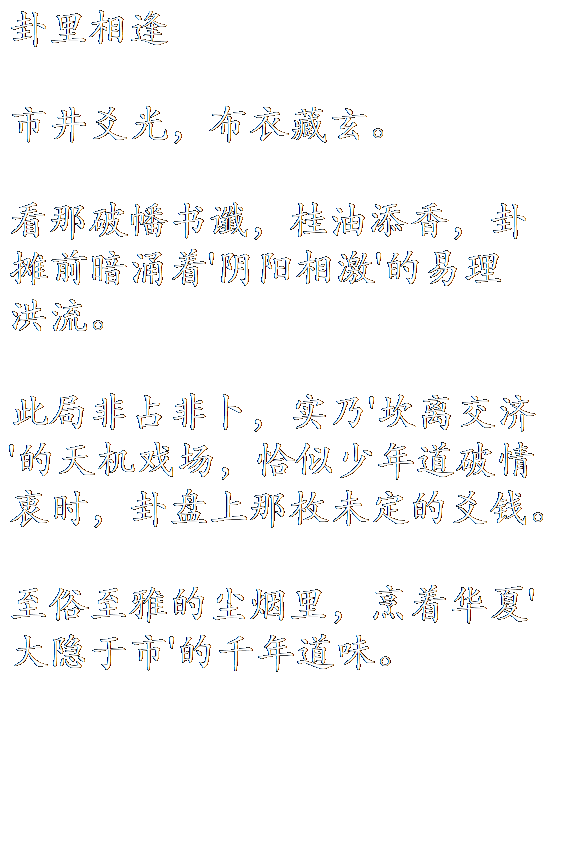 卦里相逢
市井爻光，布衣藏玄。
看那破幡书谶，桂油添香，卦
摊前暗涌着'阴阳相激'的易理
洪流。
此局非占非卜，实乃'坎离交济
'的天机戏场，恰似少年道破情
衷时，卦盘上那枚未定的爻钱。
至俗至雅的尘烟里，烹着华夏'
大隐于市'的千年道味。